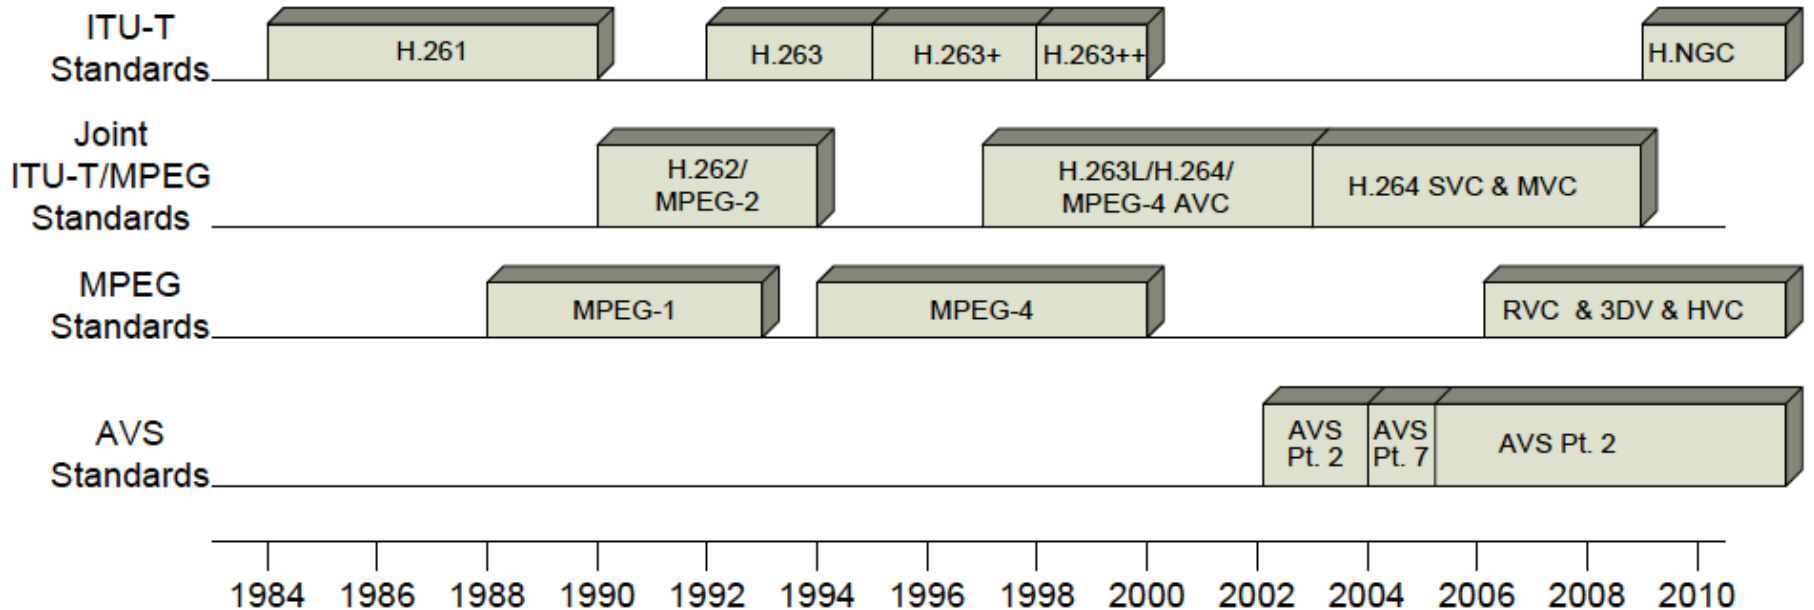 ITU-T
Standards
H.261
H.263
H.263+
H.263++
H.NGC
Joint
ITU-T/MPEG
Standards
H.262/
MPEG-2
H.263L/H.264/
MPEG-4 AVC
H.264 SVC & MVC
MPEG
Standards
MPEG-1
MPEG-4
RVC & 3DV & HVC
AVS
Standards
AVS
Pt. 2
AVS
Pt. 7
AVS Pt. 2
1984 1986 1988 1990 1992 1994 1996 1998 2000 2002 2004 2006 2008 2010